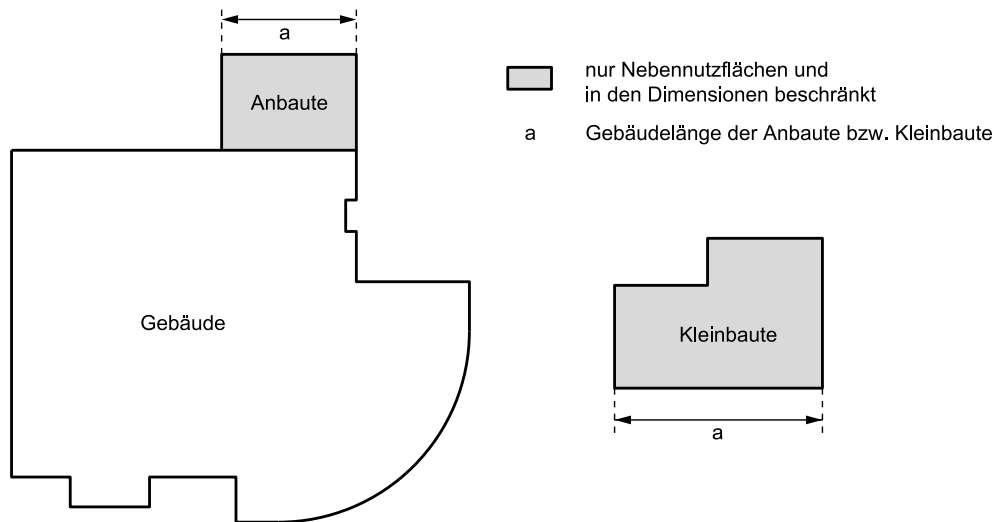 a
Anbaute
nur Nebennutzflächen und
in den Dimensionen beschränkt
a Gebäudelänge der Anbaute bzw. Kleinbaute
Gebäude
Kleinbaute
a